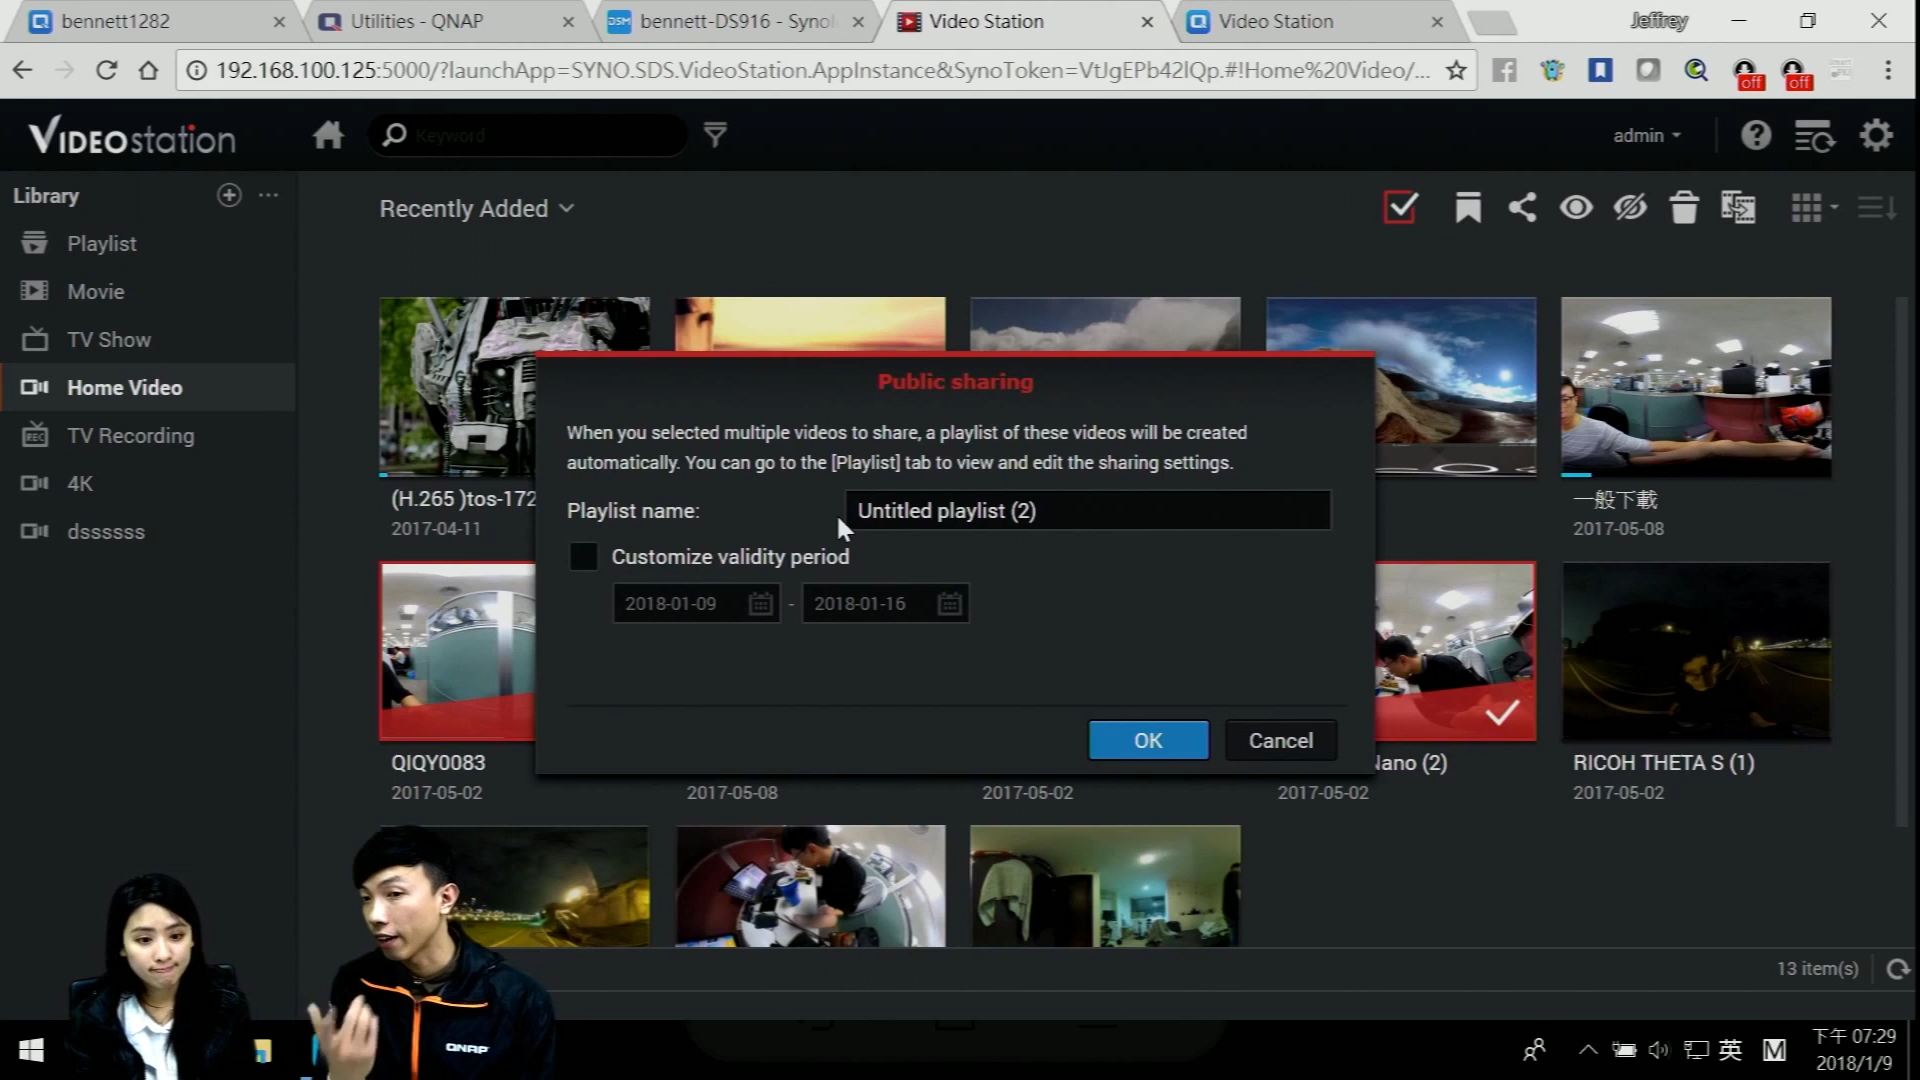 bennett1282
Utilities - QNAP
DSM
bennett-DS916 - Synol
Video Station
Video Station
Jeffrey
192.168.100.125:5000/?launchApp=SYNO.SDS.VideoStation.AppInstance&SynoToken=VtJgEPb42lQp.#!Home%20Video/...
off
off
VIDEOstation
Keyword
admin
Library
Playlist
Movie
TV Show
Home Video
REC
TV Recording
4K
dssssss
Recently Added
Public sharing
When you selected multiple videos to share, a playlist of these videos will be created
automatically. You can go to the [Playlist] tab to view and edit the sharing settings.
Playlist name:
Untitled playlist (2)
Customize validity period
2018-01-09
-
2018-01-16
OK
Cancel
(H.265 )tos-172
2017-04-11
一般下載
2017-05-08
QIQY0083
2017-05-02
2017-05-08
2017-05-02
Nano (2)
2017-05-02
RICOH THETA S (1)
2017-05-02
13 item(s)
QNAP
英
M
下午 07:29
2018/1/9